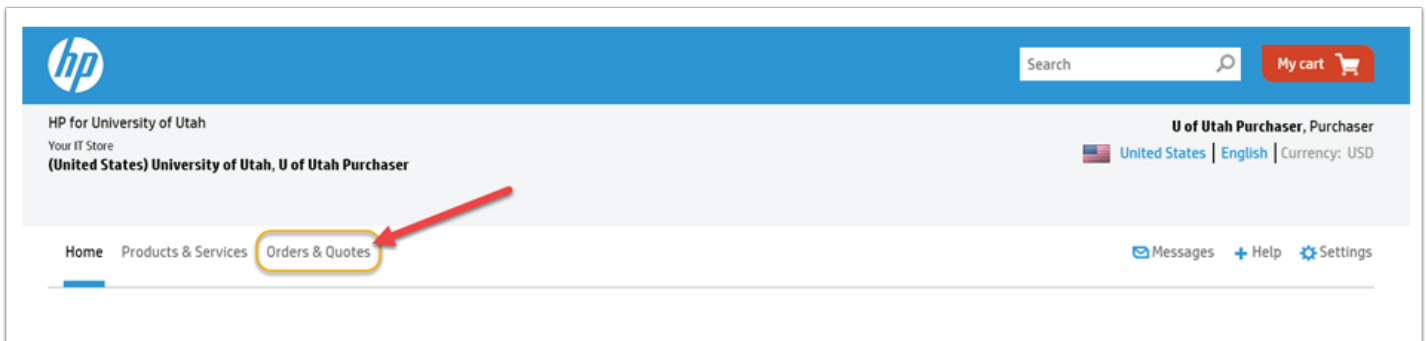 hp
Search
My cart
HP for University of Utah
Your IT Store
(United States) University of Utah, U of Utah Purchaser
U of Utah Purchaser, Purchaser
United States | English | Currency: USD
Home Products & Services Orders & Quotes
Messages + Help Settings